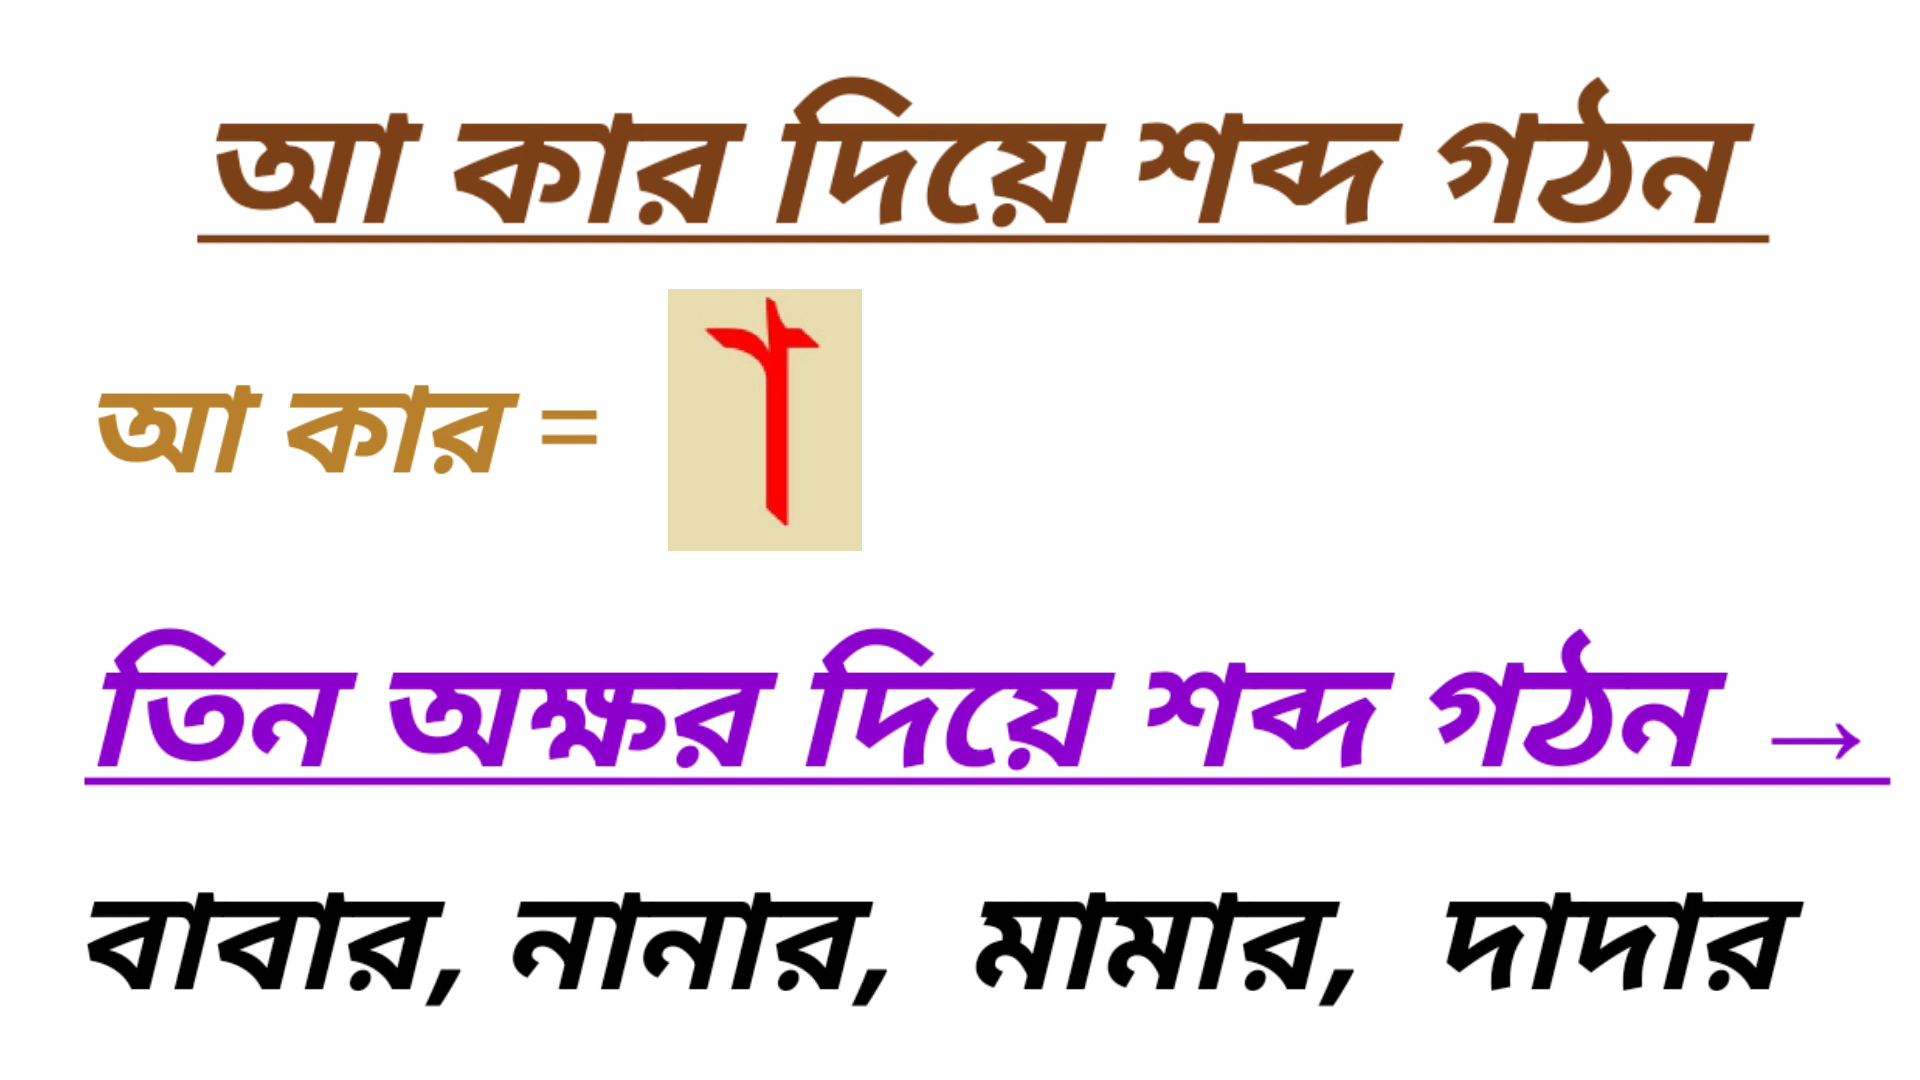 আ কার দিয়ে শব্দ গঠন
আ কার = া
তিন অক্ষর দিয়ে শব্দ গঠন →
বাবার, নানার, মামার, দাদার